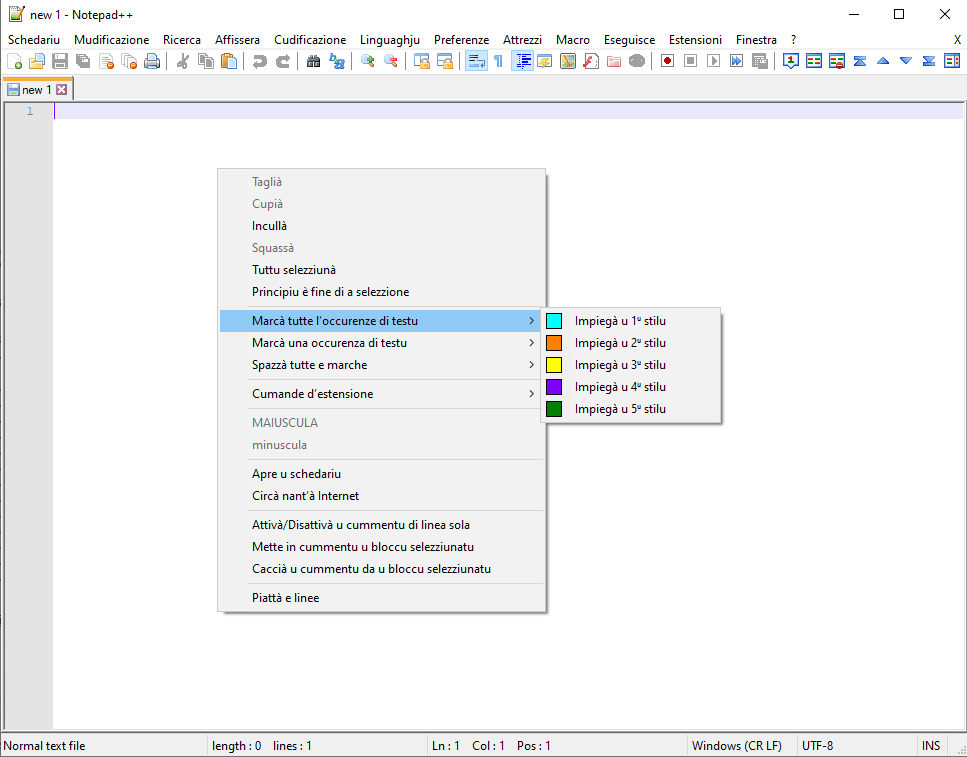 new 1 - Notepad++
Schedariu Mudificazione Ricerca Affissera Cudificazione Linguaghju Preferenze Attrezzi Macro Eseguisce Estensioni Finestra ? X
new 1
1
Taglià
Cupià
Incullà
Squassà
Tuttu selezziunà
Principiu è fine di a selezzione
Marcà tutte l’occurenze di testu
Impiegà u 1ᵘ stilu
Marcà una occurenza di testu
Impiegà u 2ᵘ stilu
Spazzà tutte e marche
Impiegà u 3ᵘ stilu
Impiegà u 4ᵘ stilu
Cumande d’estensione
Impiegà u 5ᵘ stilu
MAIUSCULA
minuscula
Apre u schedariu
Circà nant’à Internet
Attivà/Disattivà u cummentu di linea sola
Mette in cummentu u bloccu selezziunatu
Caccià u cummentu da u bloccu selezziunatu
Piattà e linee
Normal text file length : 0 lines : 1 Ln : 1 Col : 1 Pos : 1 Windows (CR LF) UTF-8 INS